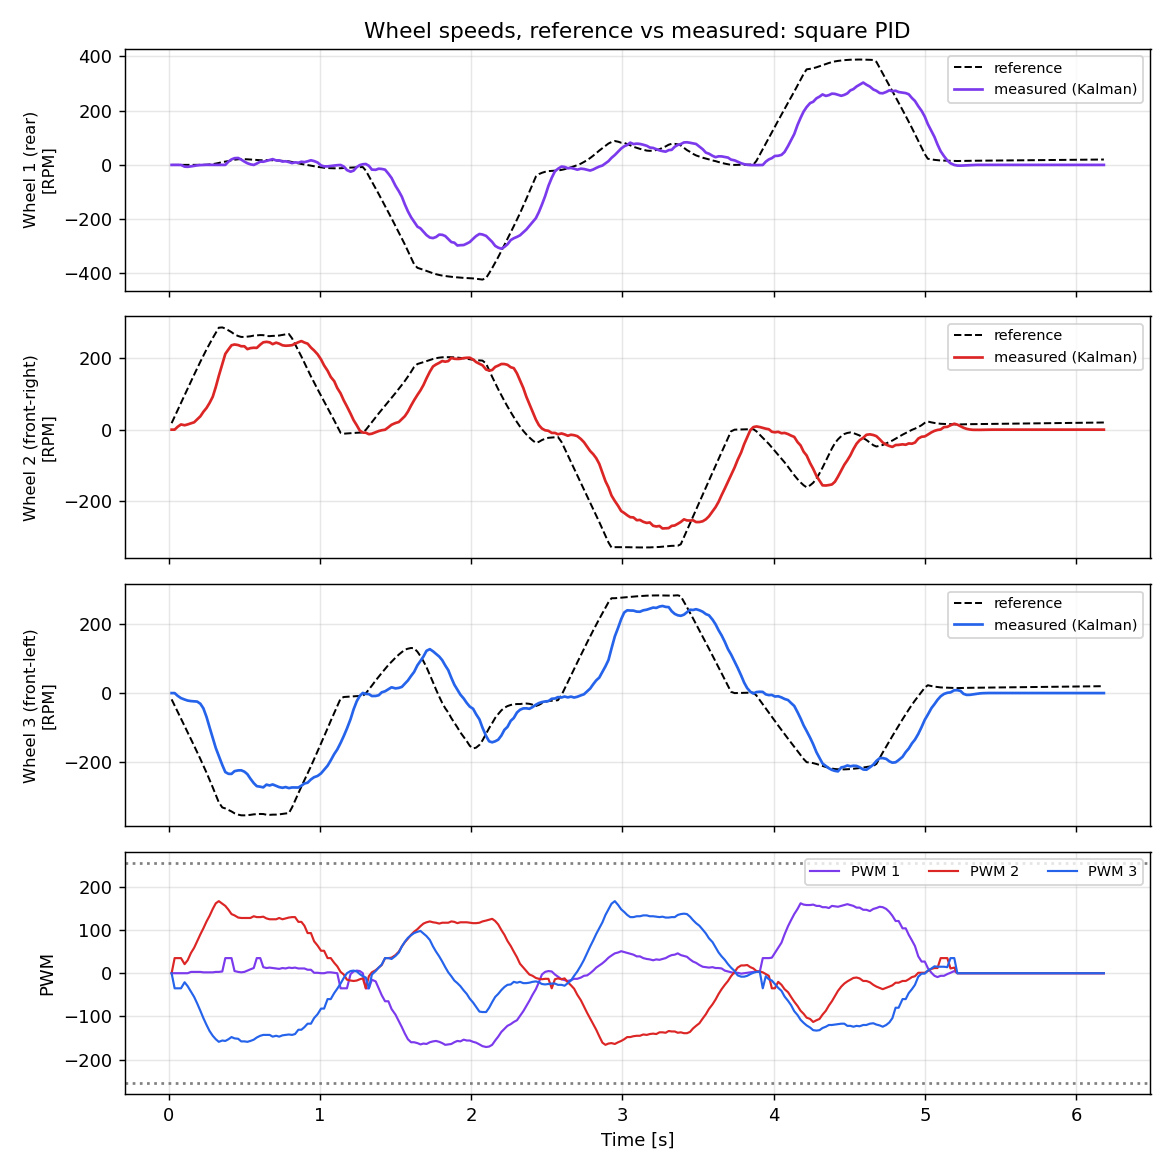 Wheel speeds, reference vs measured: square PID
Wheel 1 (rear)
[RPM]
400
200
0
−200
−400
reference
measured (Kalman)
Wheel 2 (front-right)
[RPM]
200
0
−200
reference
measured (Kalman)
Wheel 3 (front-left)
[RPM]
200
0
−200
reference
measured (Kalman)
PWM
200
100
0
−100
−200
PWM 1 PWM 2 PWM 3
0 1 2 3 4 5 6
Time [s]